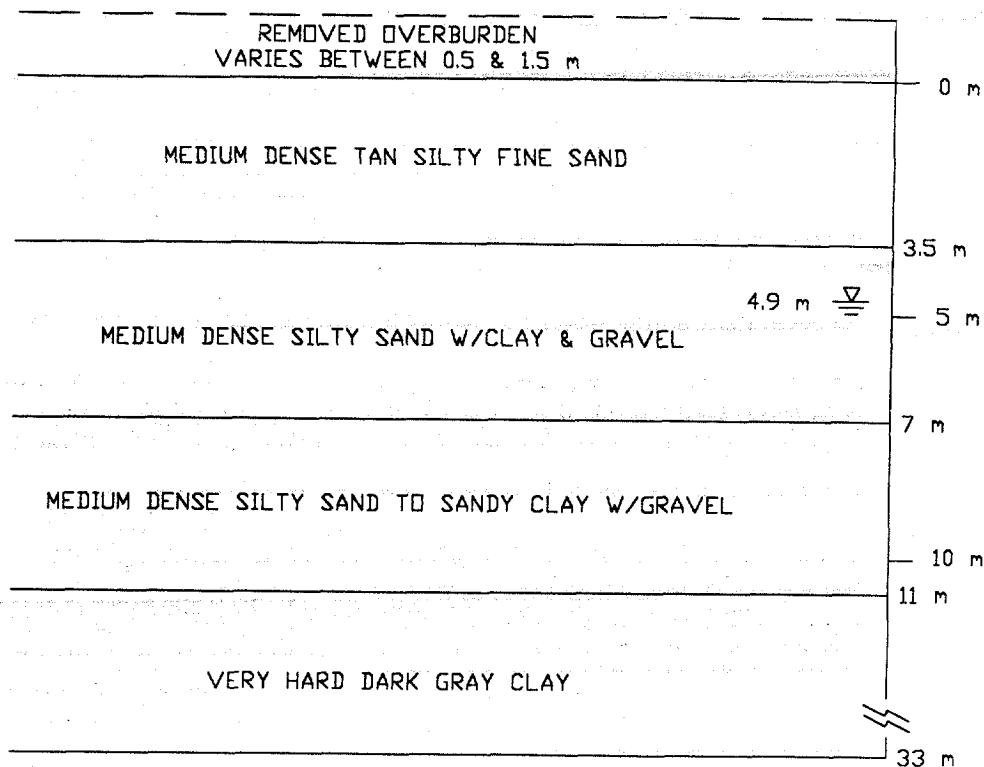 REMOVED OVERBURDEN
VARIES BETWEEN 0.5 & 1.5 m
0 m
MEDIUM DENSE TAN SILTY FINE SAND
3.5 m
4.9 m
5 m
MEDIUM DENSE SILTY SAND W/CLAY & GRAVEL
7 m
MEDIUM DENSE SILTY SAND TO SANDY CLAY W/GRAVEL
10 m
11 m
VERY HARD DARK GRAY CLAY
33 m